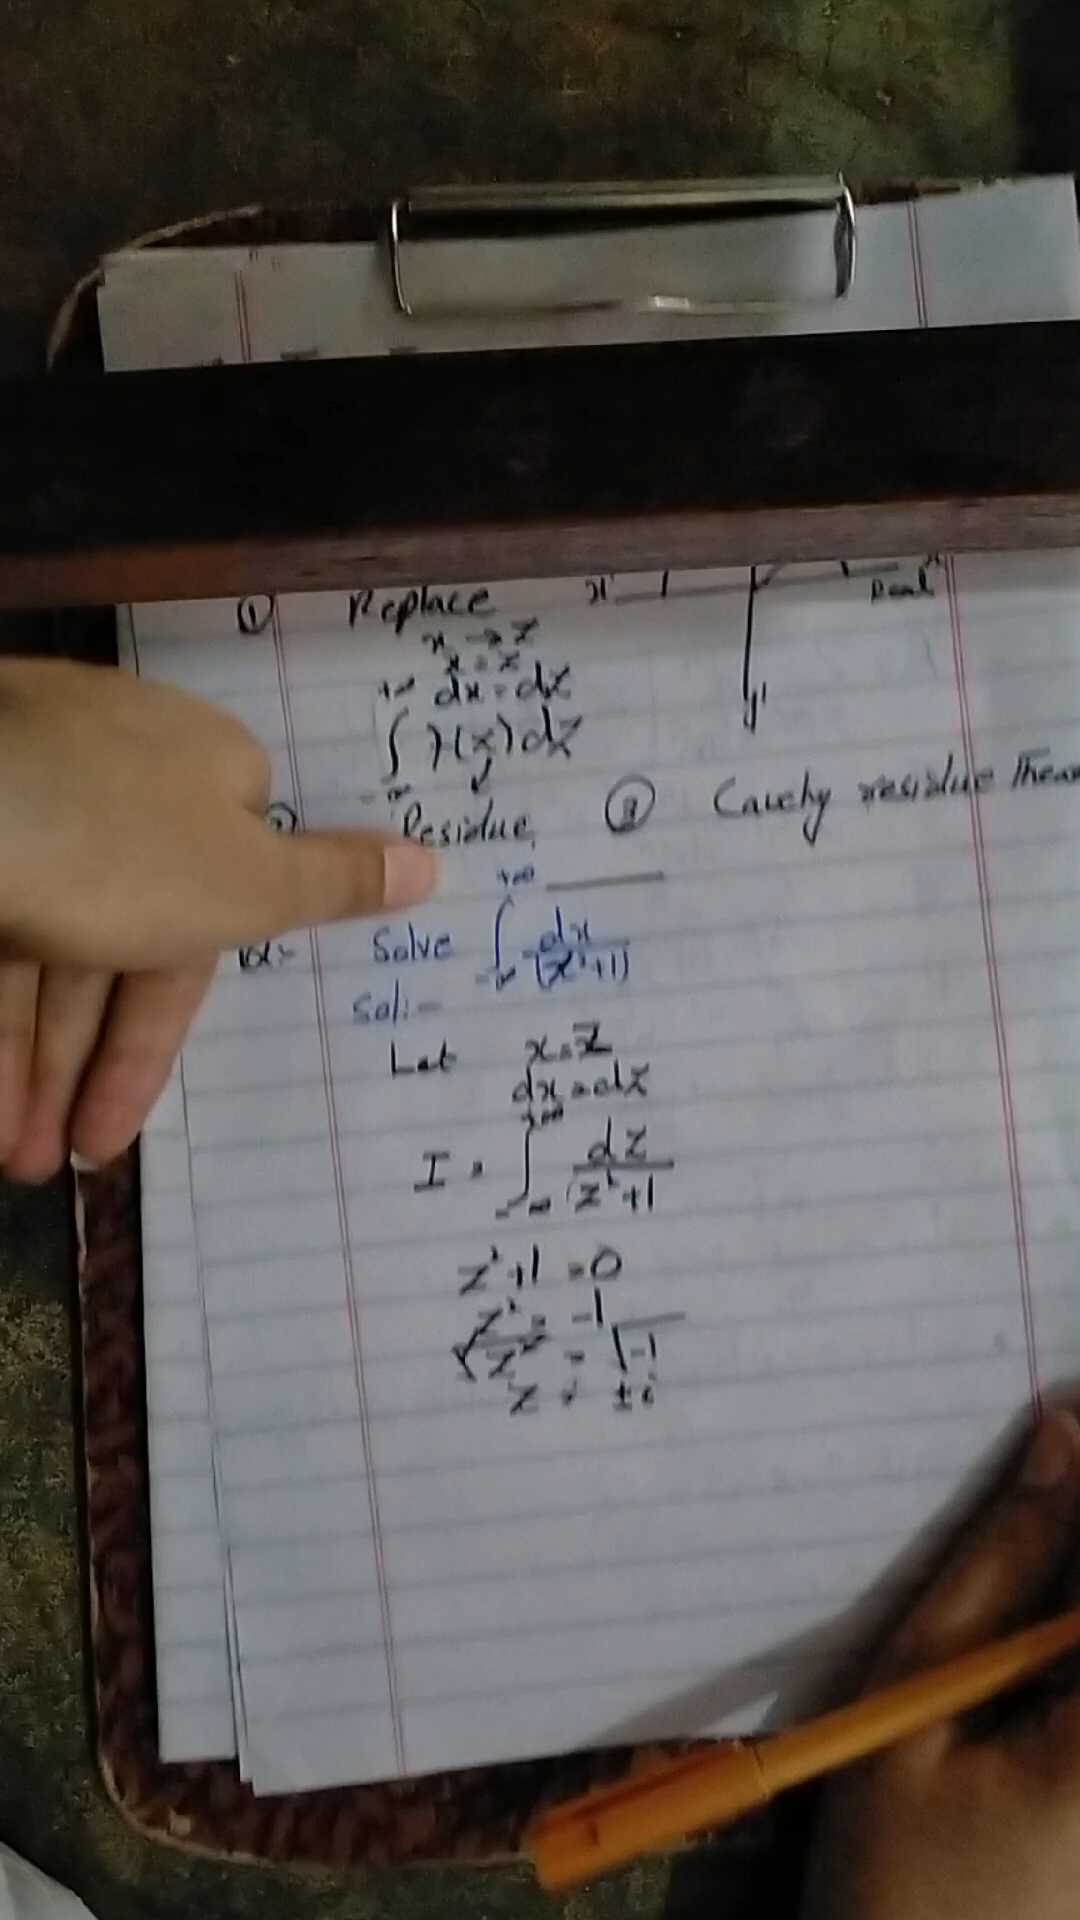 ① Replace
x → z
x = z
dx = dz
+∞
∫ f(z) dz
-∞
Residue ③ Cauchy residue Theo
x' Real x
y'
Ex:- Solve ∫ dx/(x²+1)
+∞
-∞
Sol:-
Let x = z
dx = dz
I = ∫ dz/z²+1
+∞
-∞
z²+1 = 0
z² = -1
√z² = √-1
z = ±i